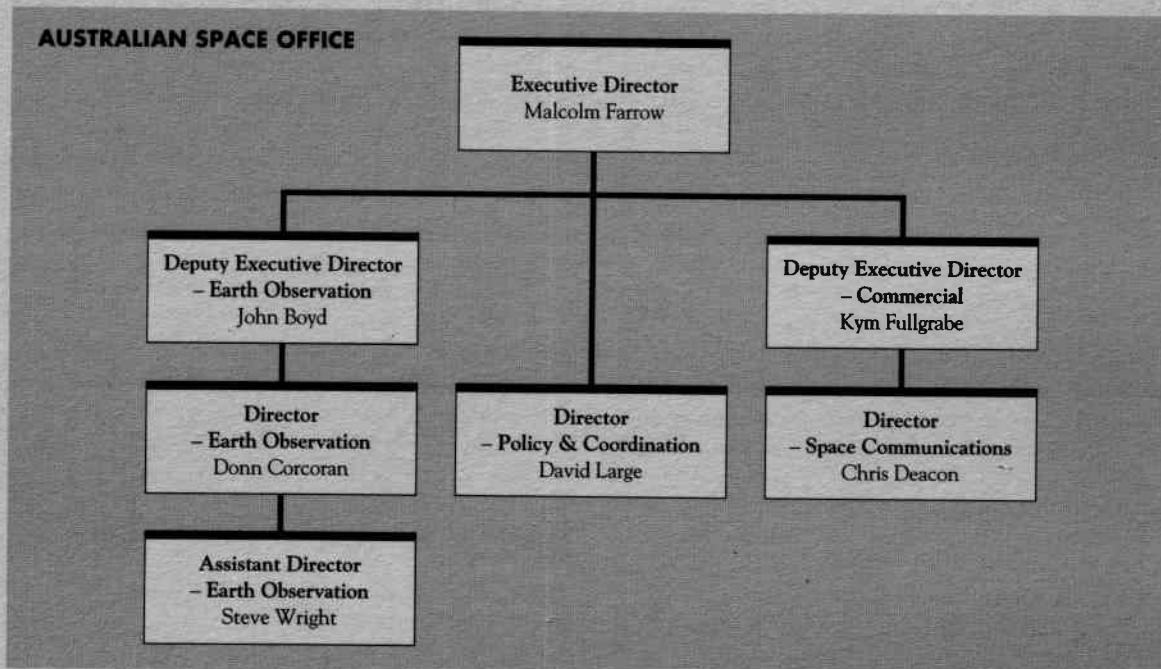 AUSTRALIAN SPACE OFFICE
Executive Director
Malcolm Farrow
Deputy Executive Director
– Earth Observation
John Boyd
Deputy Executive Director
– Commercial
Kym Fullgrabe
Director
– Earth Observation
Donn Corcoran
Director
– Policy & Coordination
David Large
Director
– Space Communications
Chris Deacon
Assistant Director
– Earth Observation
Steve Wright